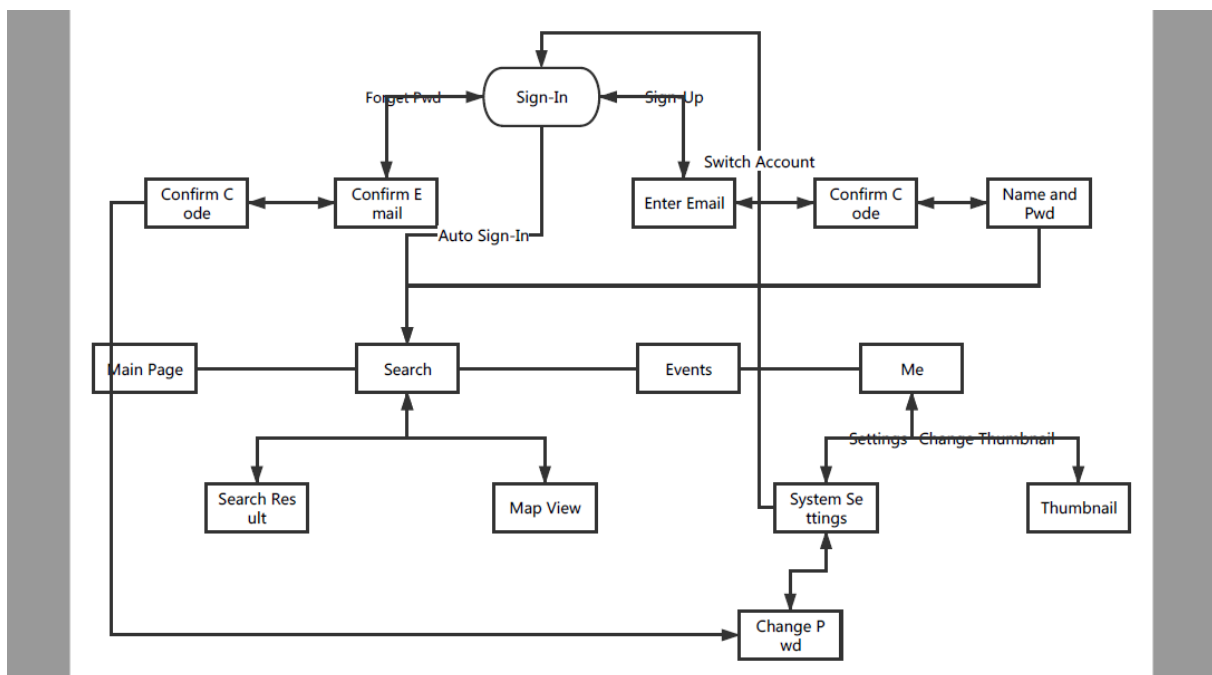 Forget Pwd
Sign-In
Sign-Up
Switch Account
Confirm C
ode
Confirm E
mail
Enter Email
Confirm C
ode
Name and
Pwd
Auto Sign-In
Main Page
Search
Events
Me
Settings
Change Thumbnail
Search Res
ult
Map View
System Se
ttings
Thumbnail
Change P
wd